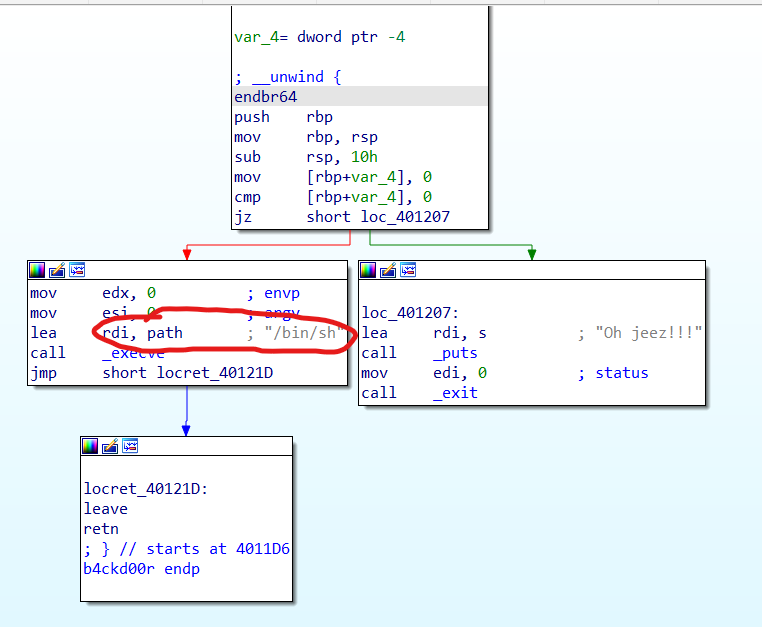 var_4= dword ptr -4
; __unwind {
endbr64
push    rbp
mov     rbp, rsp
sub     rsp, 10h
mov     [rbp+var_4], 0
cmp     [rbp+var_4], 0
jz      short loc_401207
mov     edx, 0          ; envp
mov     esi, 0          ; argv
lea     rdi, path       ; "/bin/sh"
call    _execve
jmp     short locret_40121D
loc_401207:
lea     rdi, s          ; "Oh jeez!!!"
call    _puts
mov     edi, 0          ; status
call    _exit
locret_40121D:
leave
retn
; } // starts at 4011D6
b4ckd00r endp